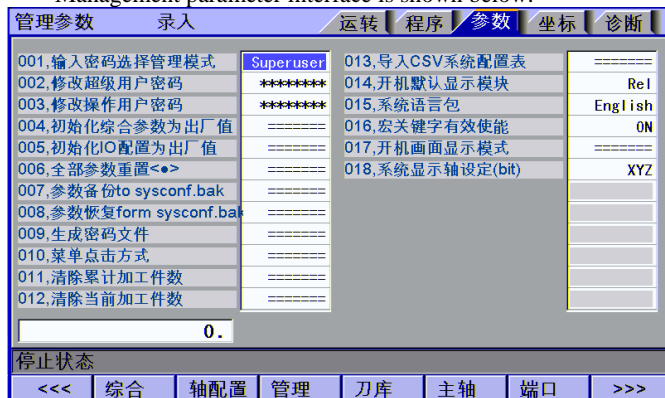 Management parameter interface is shown below:
管理参数 录入 运转 程序 参数 坐标 诊断
001,输入密码选择管理模式 Superuser 013,导入CSV系统配置表 =======
002,修改超级用户密码 ******** 014,开机默认显示模块 Rel
003,修改操作用户密码 ******** 015,系统语言包 English
004,初始化综合参数为出厂值 ======= 016,宏关键字有效使能 ON
005,初始化IO配置为出厂值 ======= 017,开机画面显示模式 =======
006,全部参数重置<●> ======= 018,系统显示轴设定(bit) XYZ
007,参数备份to sysconf.bak =======
008,参数恢复form sysconf.bak =======
009,生成密码文件 =======
010,菜单点击方式 =======
011,清除累计加工件数 =======
012,清除当前加工件数 =======
0.
停止状态
<<< 综合 轴配置 管理 刀库 主轴 端口 >>>